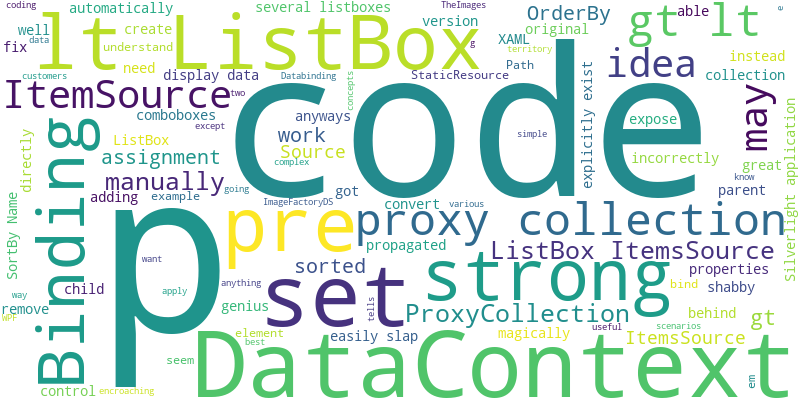 coding
automatically
several listboxes
TheImages
OrderBy
able
e
well
lt ListBox
create
version
original
gt lt
fix
data
understand
need
display data
Databinding
g
XAML
territory
idea
instead
customers
two
ItemSource
comboboxes
code
StaticResource
Path
collection
except
concepts
anyways
explicitly exist
expose
may
directly
Binding
ListBox
work
simple
assignment
Source
complex
incorrectly
great
manually
going
example
got
convert
know
adding
ImageFactoryDS
various
parent
Silverlight application
SortBy Name
p
pre
proxy collection
propagated
ListBox ItemsSource
want
sorted
strong
properties
child
way
apply
anything
set
bind
shabby
remove
WPF
genius
tells
ProxyCollection
behind
gt
element
easily slap
magically
useful
scenarios
ItemsSource
seem
best
DataContext
control
encroaching
em